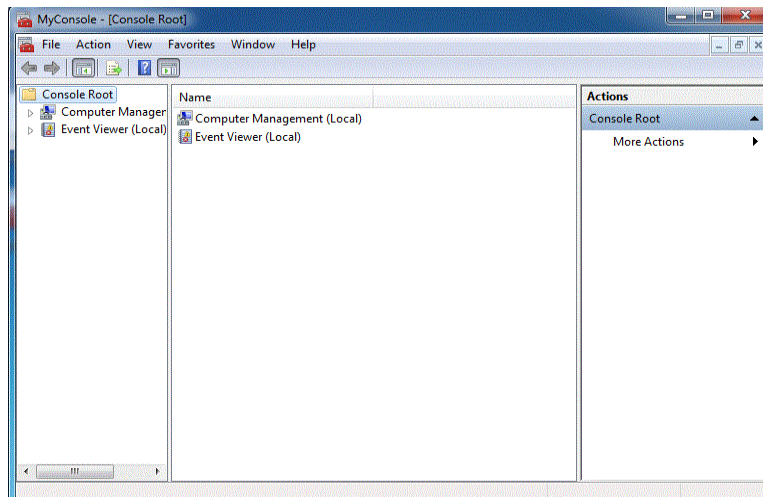 MyConsole - [Console Root]
File Action View Favorites Window Help
Console Root
Computer Manager
Event Viewer (Local)
Name
Computer Management (Local)
Event Viewer (Local)
Actions
Console Root
More Actions